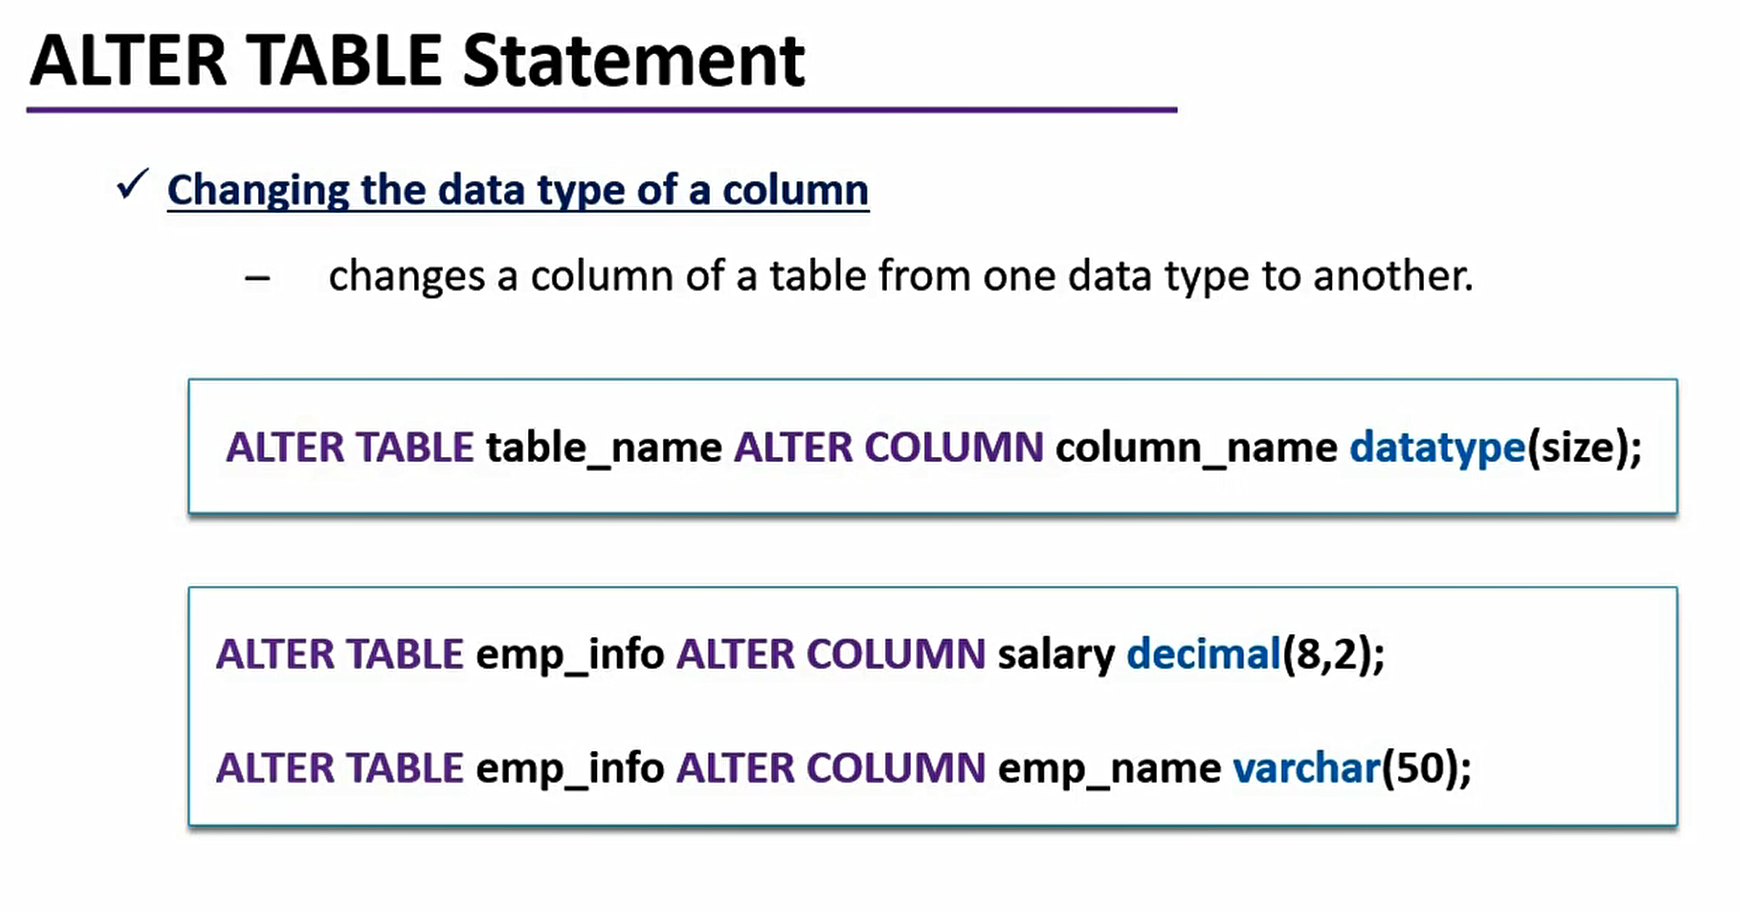 ALTER TABLE Statement
✓ Changing the data type of a column
– changes a column of a table from one data type to another.
ALTER TABLE table_name ALTER COLUMN column_name datatype(size);
ALTER TABLE emp_info ALTER COLUMN salary decimal(8,2);
ALTER TABLE emp_info ALTER COLUMN emp_name varchar(50);